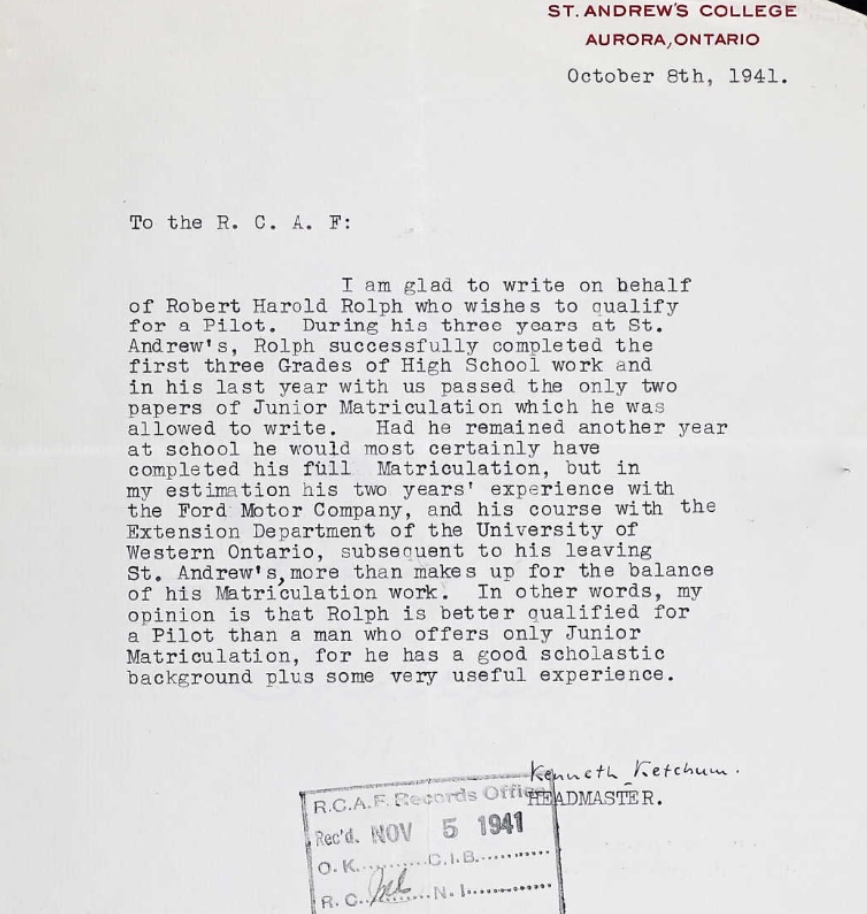 ST. ANDREW'S COLLEGE
AURORA, ONTARIO
October 8th, 1941.
To the R. C. A. F:
I am glad to write on behalf
of Robert Harold Rolph who wishes to qualify
for a Pilot. During his three years at St.
Andrew's, Rolph successfully completed the
first three Grades of High School work and
in his last year with us passed the only two
papers of Junior Matriculation which he was
allowed to write. Had he remained another year
at school he would most certainly have
completed his full Matriculation, but in
my estimation his two years' experience with
the Ford Motor Company, and his course with the
Extension Department of the University of
Western Ontario, subsequent to his leaving
St. Andrew's, more than makes up for the balance
of his Matriculation work. In other words, my
opinion is that Rolph is better qualified for
a Pilot than a man who offers only Junior
Matriculation, for he has a good scholastic
background plus some very useful experience.
Kenneth Ketchum.
HEADMASTER.
R.C.A.F. Records Office
Rec'd. NOV 5 1941
O.K...........C.I.B...........
R.C...........N.I.............